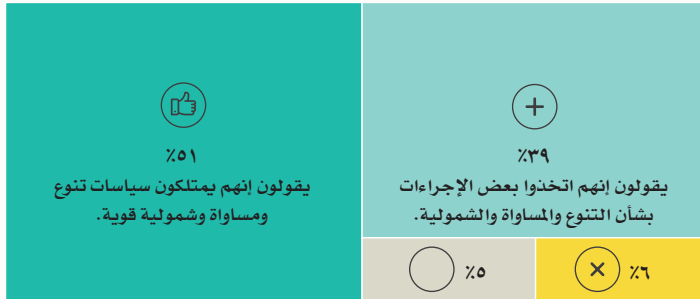 ٪٣٩
يقولون إنهم اتخذوا بعض الإجراءات
بشأن التنوع والمساواة والشمولية.
٪٥١
يقولون إنهم يمتلكون سياسات تنوع
ومساواة وشمولية قوية.
٪٦
٪٥